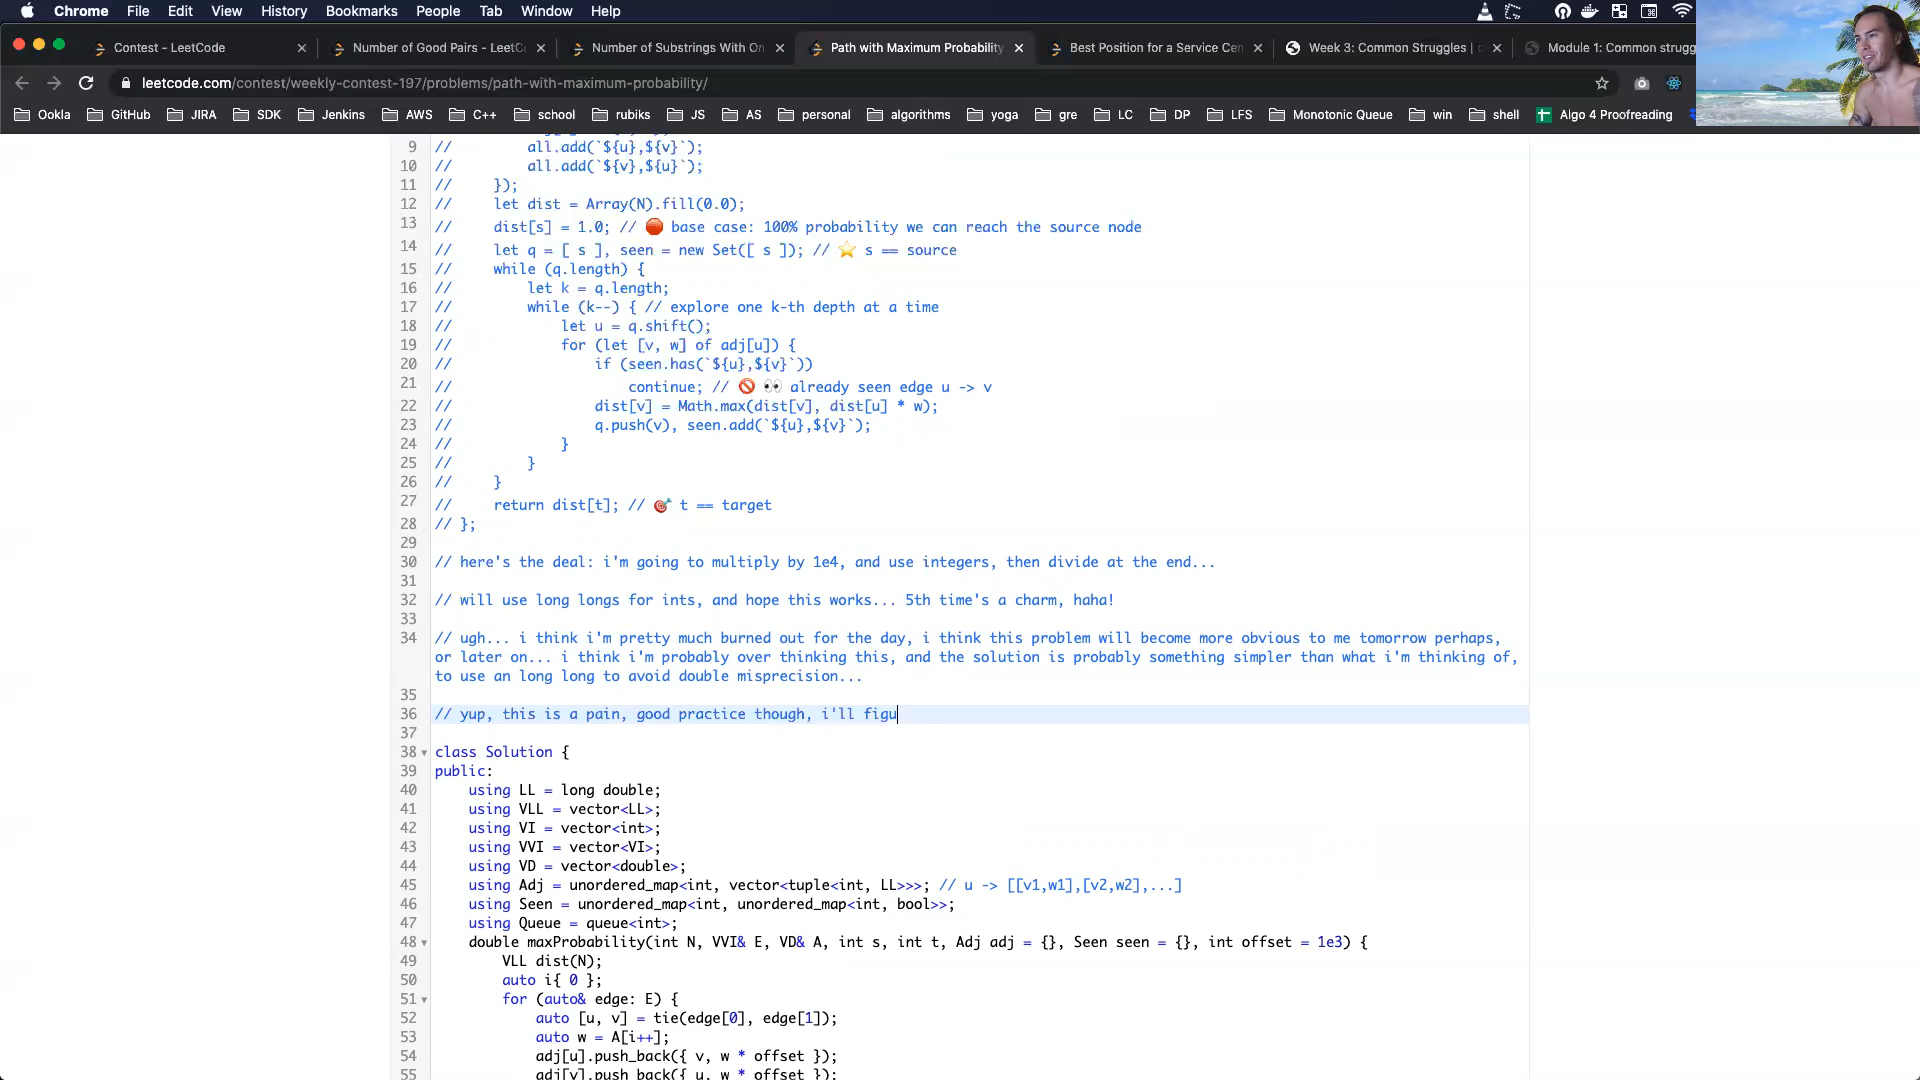 Chrome File Edit View History Bookmarks People Tab Window Help
Contest - LeetCode
Number of Good Pairs - LeetCo
Number of Substrings With On
Path with Maximum Probability
Best Position for a Service Cen
Week 3: Common Struggles |
Module 1: Common strugg
leetcode.com/contest/weekly-contest-197/problems/path-with-maximum-probability/
Ookla GitHub JIRA SDK Jenkins AWS C++ school rubiks JS AS personal algorithms yoga gre LC DP LFS Monotonic Queue win shell Algo 4 Proofreading
9 // all.add(`${u},${v}`);
10 // all.add(`${v},${u}`);
11 // });
12 // let dist = Array(N).fill(0.0);
13 // dist[s] = 1.0; // 🛑 base case: 100% probability we can reach the source node
14 // let q = [ s ], seen = new Set([ s ]); // ⭐ s == source
15 // while (q.length) {
16 // let k = q.length;
17 // while (k--) { // explore one k-th depth at a time
18 // let u = q.shift();
19 // for (let [v, w] of adj[u]) {
20 // if (seen.has(`${u},${v}`))
21 // continue; // 🚫 👀 already seen edge u -> v
22 // dist[v] = Math.max(dist[v], dist[u] * w);
23 // q.push(v), seen.add(`${u},${v}`);
24 // }
25 // }
26 // }
27 // return dist[t]; // 🎯 t == target
28 // };
29
30 // here's the deal: i'm going to multiply by 1e4, and use integers, then divide at the end...
31
32 // will use long longs for ints, and hope this works... 5th time's a charm, haha!
33
34 // ugh... i think i'm pretty much burned out for the day, i think this problem will become more obvious to me tomorrow perhaps,
or later on... i think i'm probably over thinking this, and the solution is probably something simpler than what i'm thinking of,
to use an long long to avoid double misprecision...
35
36 // yup, this is a pain, good practice though, i'll figu
37
38 class Solution {
39 public:
40 using LL = long double;
41 using VLL = vector<LL>;
42 using VI = vector<int>;
43 using VVI = vector<VI>;
44 using VD = vector<double>;
45 using Adj = unordered_map<int, vector<tuple<int, LL>>>; // u -> [[v1,w1],[v2,w2],...]
46 using Seen = unordered_map<int, unordered_map<int, bool>>;
47 using Queue = queue<int>;
48 double maxProbability(int N, VVI& E, VD& A, int s, int t, Adj adj = {}, Seen seen = {}, int offset = 1e3) {
49 VLL dist(N);
50 auto i{ 0 };
51 for (auto& edge: E) {
52 auto [u, v] = tie(edge[0], edge[1]);
53 auto w = A[i++];
54 adj[u].push_back({ v, w * offset });
55 adj[v].push_back({ u, w * offset });